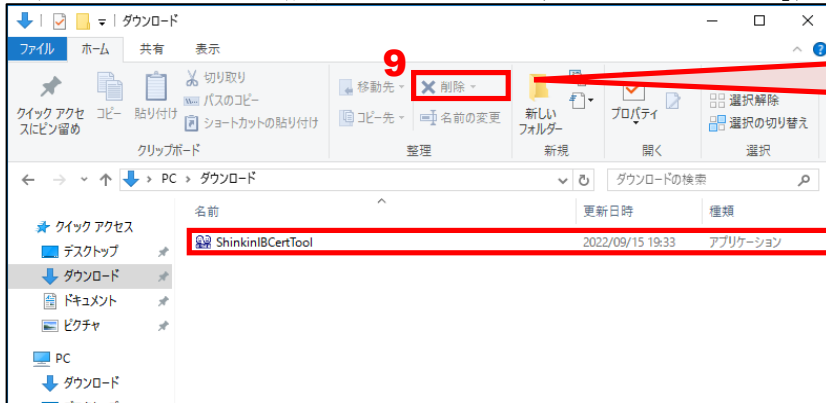 ダウンロード
ファイル ホーム 共有 表示
9
クイック アクセスにピン留め
コピー
貼り付け
切り取り
パスのコピー
ショートカットの貼り付け
クリップボード
移動先
コピー先
削除
名前の変更
整理
新しいフォルダー
新規
プロパティ
開く
選択解除
選択の切り替え
選択
PC › ダウンロード
ダウンロードの検索
名前 更新日時 種類
ShinkinIBCertTool 2022/09/15 19:33 アプリケーション
クイック アクセス
デスクトップ
ダウンロード
ドキュメント
ピクチャ
PC
ダウンロード